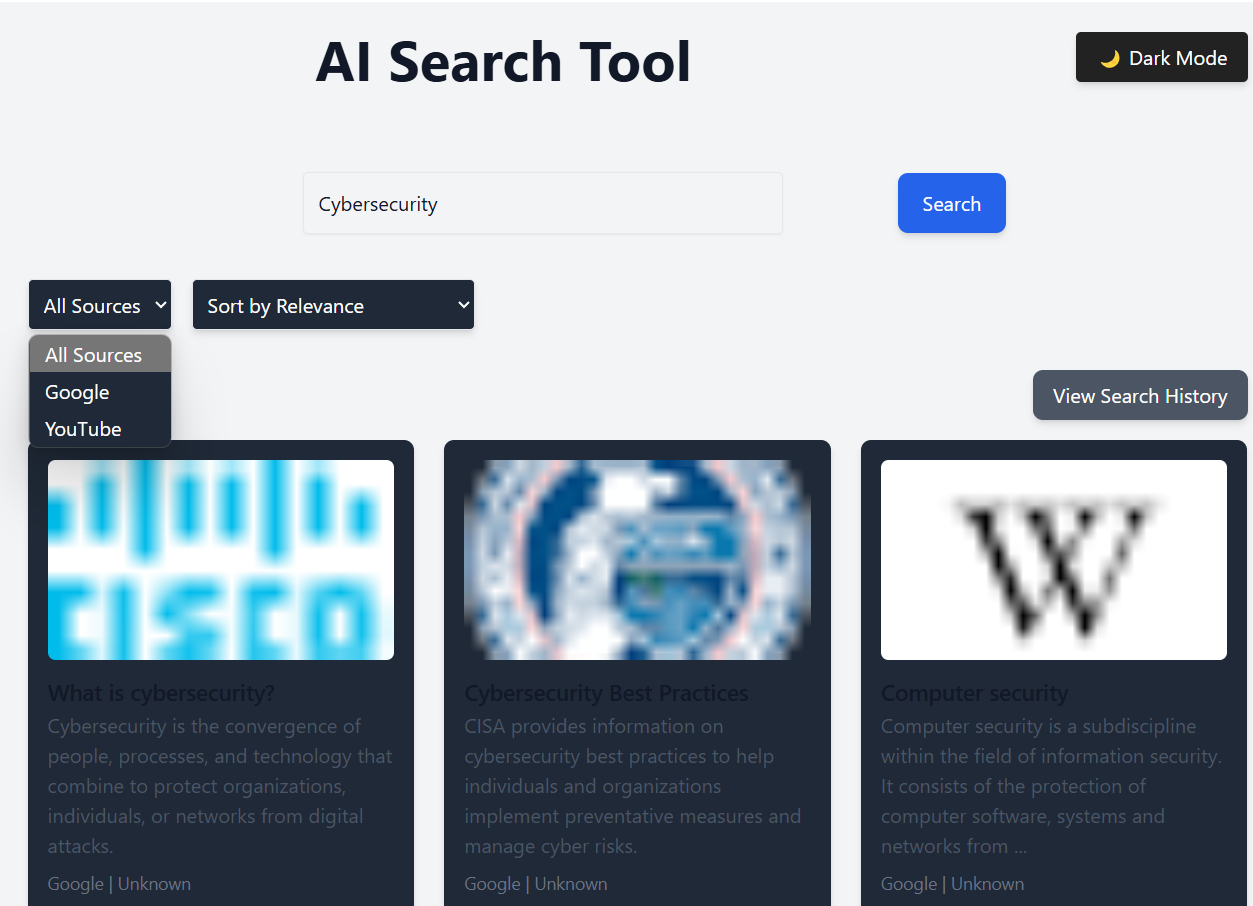 AI Search Tool
🌙 Dark Mode
Cybersecurity
Search
All Sources
Sort by Relevance
All Sources
Google
YouTube
View Search History
CISCO
W
What is cybersecurity?
Cybersecurity is the convergence of
people, processes, and technology that
combine to protect organizations,
individuals, or networks from digital
attacks.
Google | Unknown
Cybersecurity Best Practices
CISA provides information on
cybersecurity best practices to help
individuals and organizations
implement preventative measures and
manage cyber risks.
Google | Unknown
Computer security
Computer security is a subdiscipline
within the field of information security.
It consists of the protection of
computer software, systems and
networks from ...
Google | Unknown